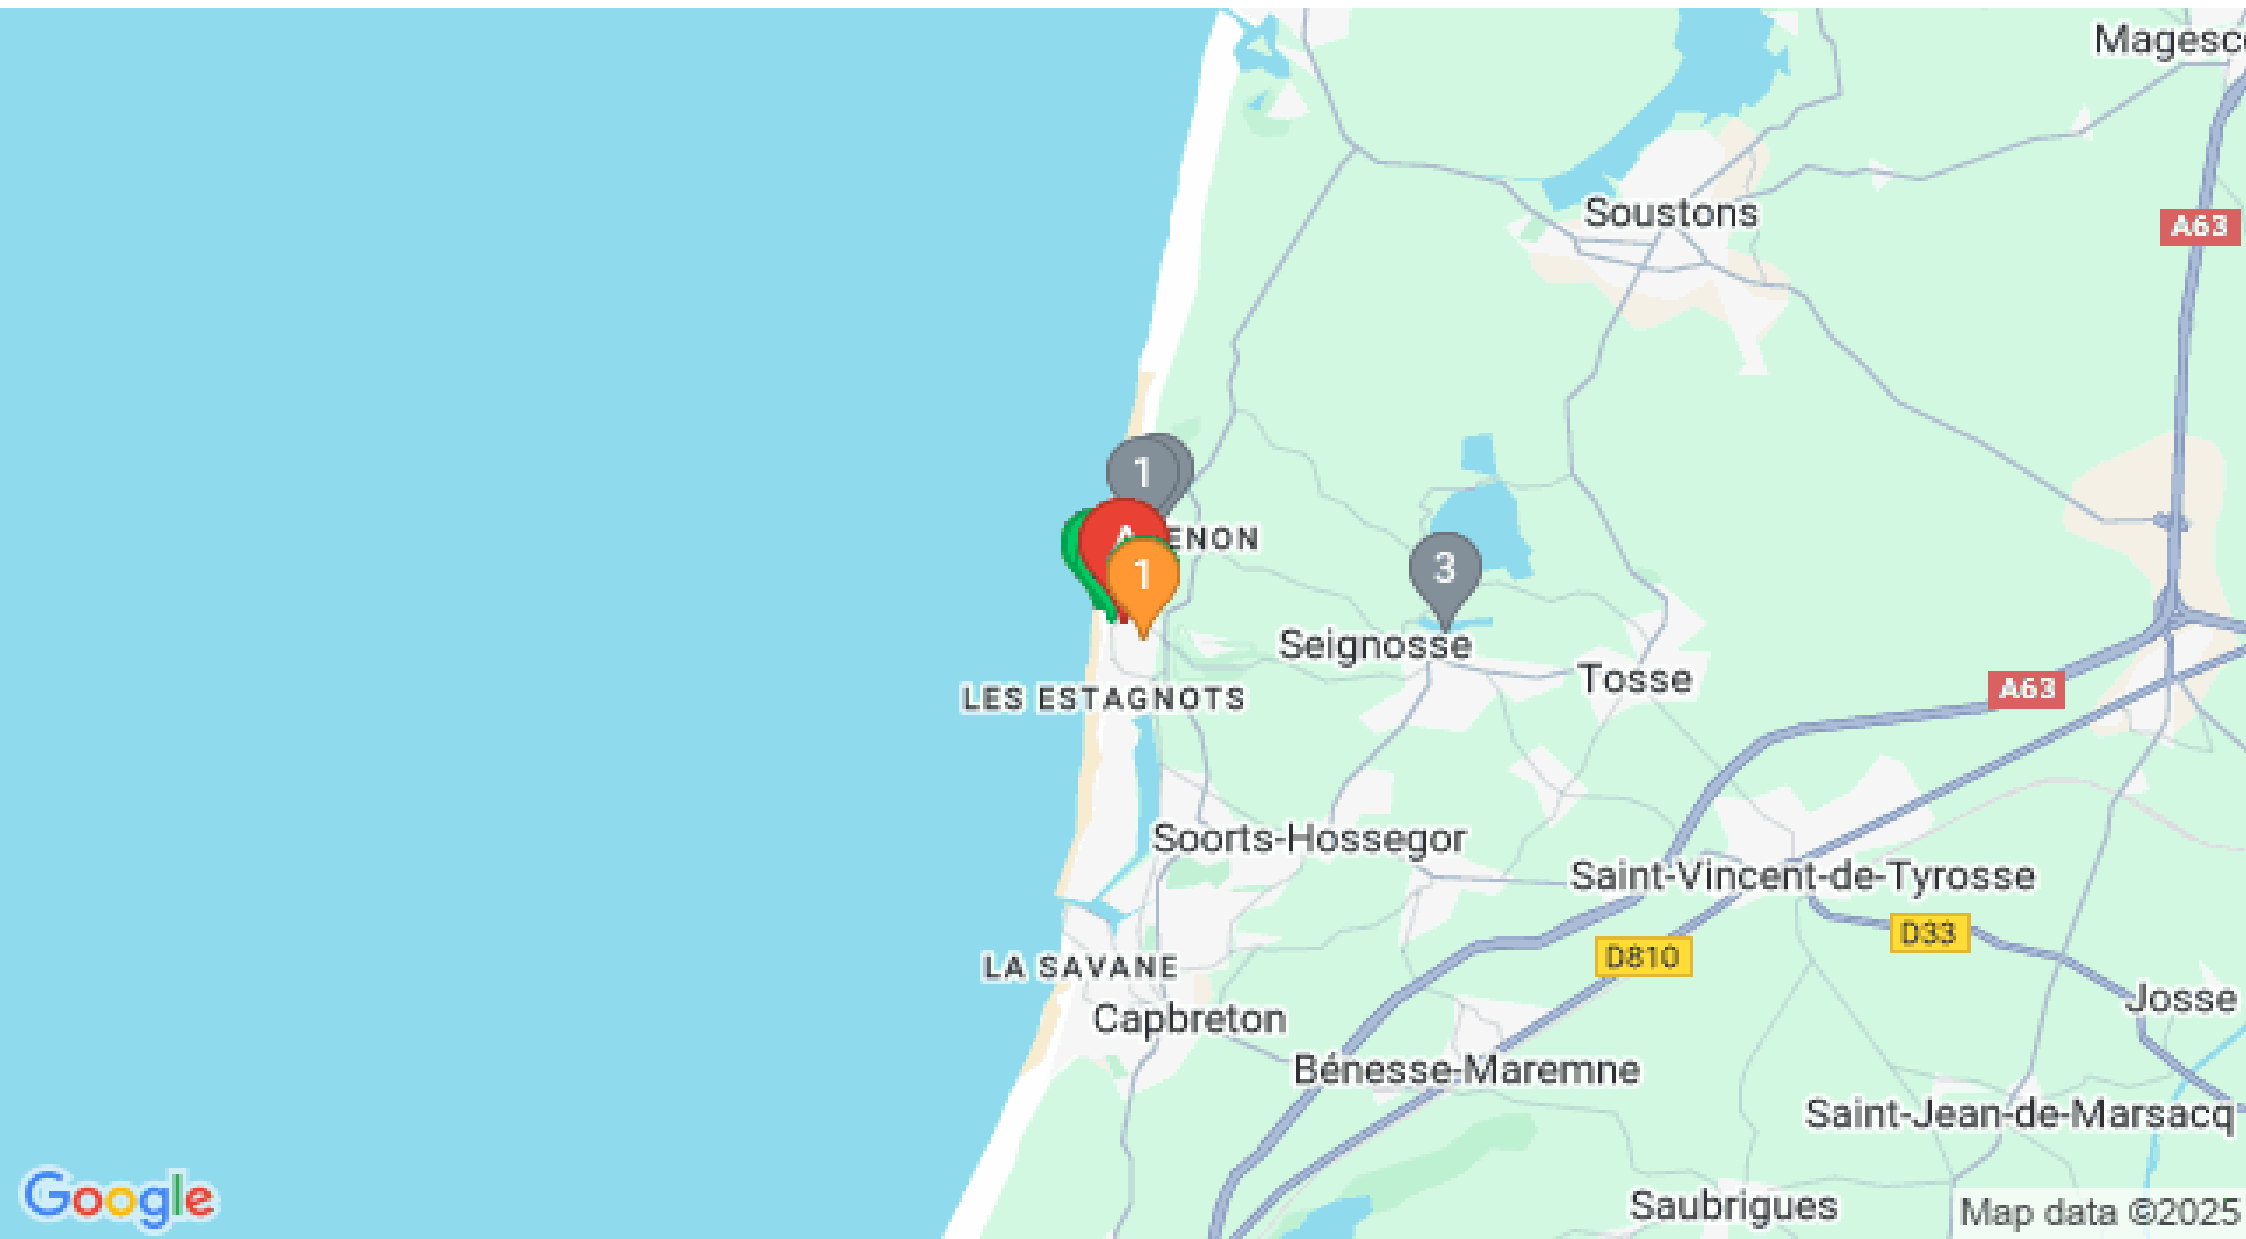 Magesc
Soustons
A63
1
A
ENON
1
3
Seignosse
Tosse
A63
LES ESTAGNOTS
Soorts-Hossegor
Saint-Vincent-de-Tyrosse
D33
D810
LA SAVANE
Josse
Capbreton
Bénesse-Maremne
Saint-Jean-de-Marsacq
Saubrigues
Google
Map data ©2025